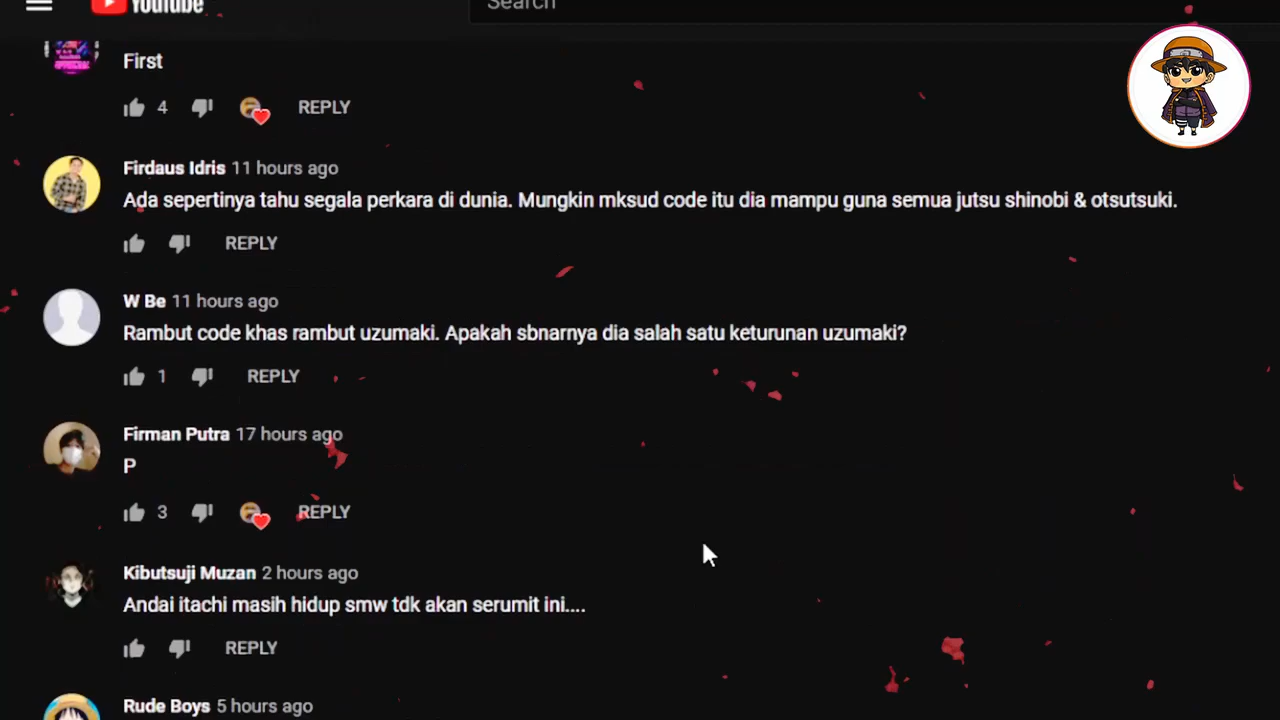 YouTube
Search
First
4
REPLY
Firdaus Idris 11 hours ago
Ada sepertinya tahu segala perkara di dunia. Mungkin mksud code itu dia mampu guna semua jutsu shinobi & otsutsuki.
REPLY
W Be 11 hours ago
Rambut code khas rambut uzumaki. Apakah sbnarnya dia salah satu keturunan uzumaki?
1
REPLY
Firman Putra 17 hours ago
P
3
REPLY
Kibutsuji Muzan 2 hours ago
Andai itachi masih hidup smw tdk akan serumit ini....
REPLY
Rude Boys 5 hours ago